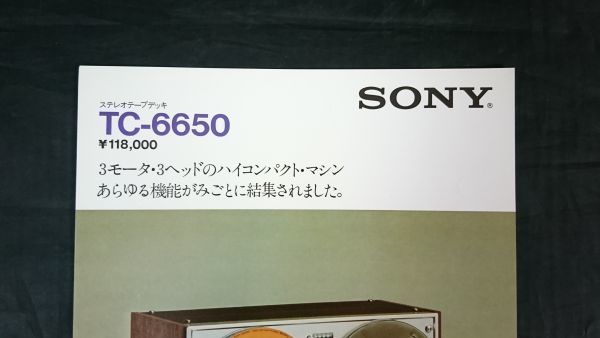 ステレオテープデッキ
TC-6650
¥118,000
SONY®
3モータ・3ヘッドのハイコンパクト・マシン
あらゆる機能がみごとに結集されました。